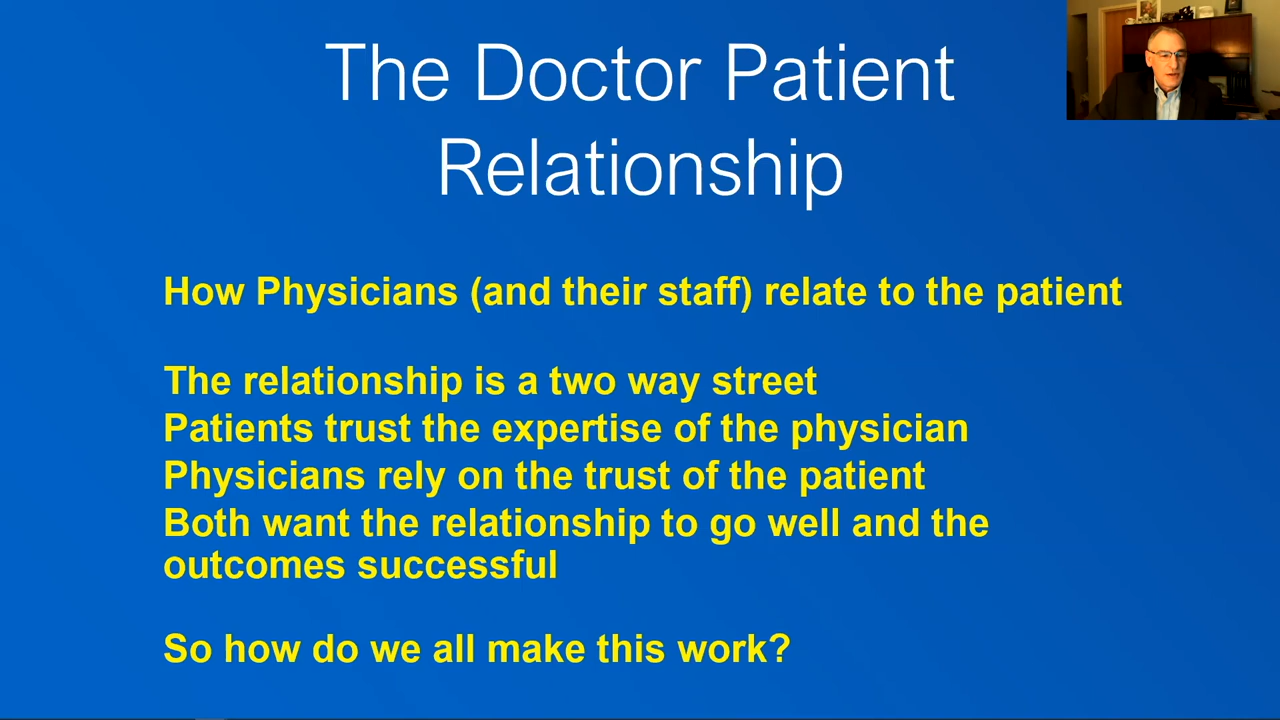 The Doctor Patient
Relationship
How Physicians (and their staff) relate to the patient
The relationship is a two way street
Patients trust the expertise of the physician
Physicians rely on the trust of the patient
Both want the relationship to go well and the
outcomes successful
So how do we all make this work?